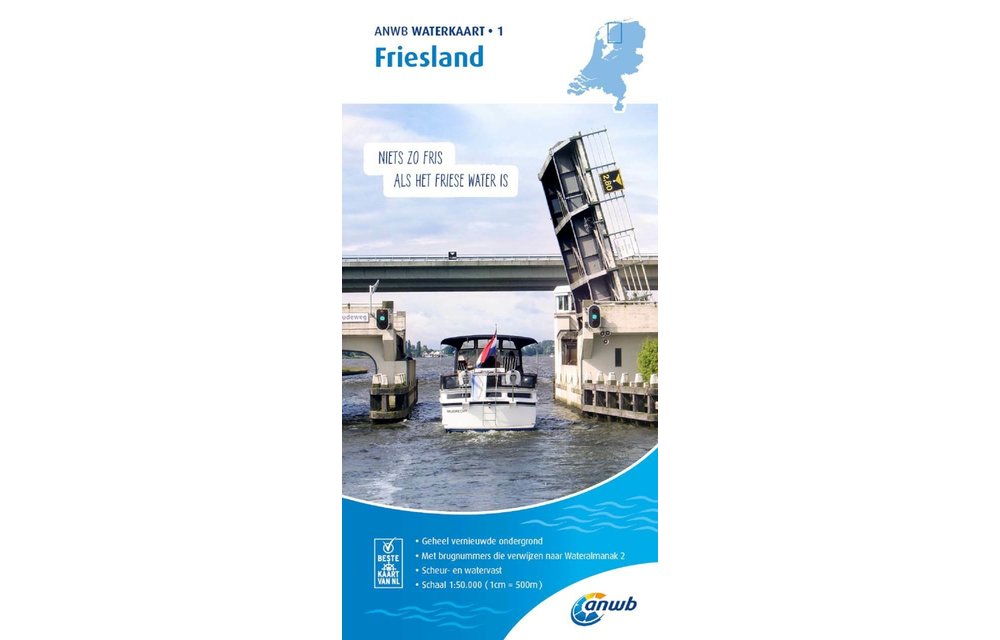 ANWB WATERKAART • 1
Friesland
NIETS ZO FRIS
ALS HET FRIESE WATER IS
2.80
udeweg
MIJDRECHT
• Geheel vernieuwde ondergrond
• Met brugnummers die verwijzen naar Wateralmanak 2
• Scheur- en watervast
• Schaal 1:50.000 ( 1cm = 500m )
BESTE
KAART
VAN NL
anwb